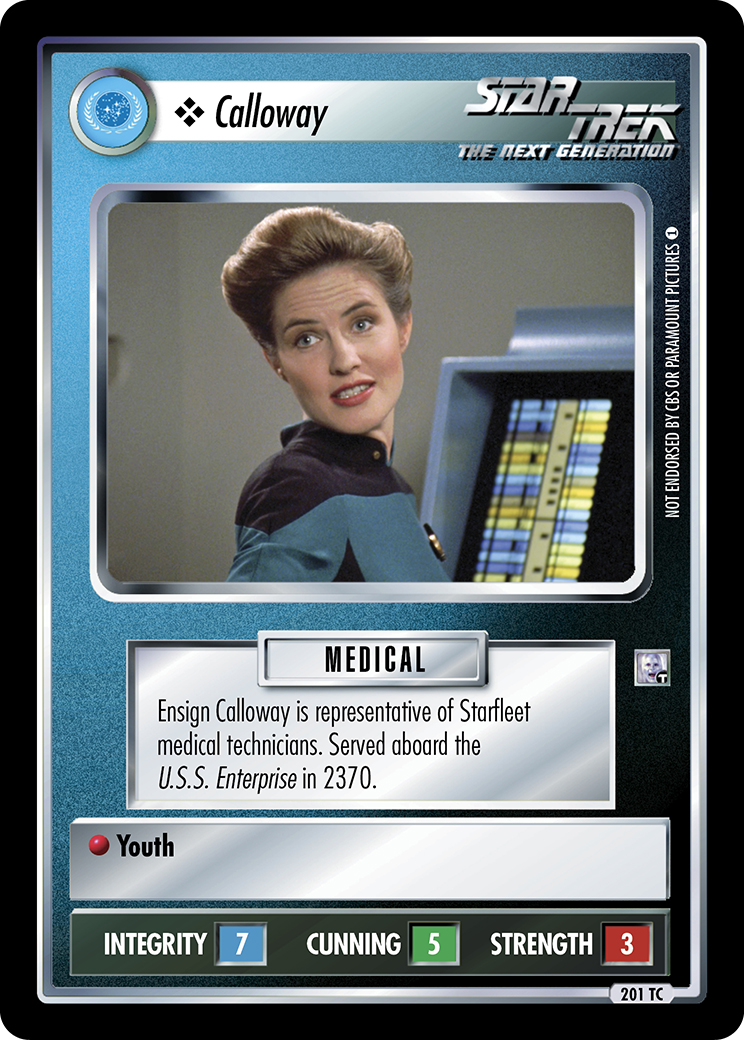 ❖ Calloway
STAR TREK
THE NEXT GENERATION
NOT ENDORSED BY CBS OR PARAMOUNT PICTURES 1
MEDICAL
T
Ensign Calloway is representative of Starfleet
medical technicians. Served aboard the
U.S.S. Enterprise in 2370.
Youth
INTEGRITY 7 CUNNING 5 STRENGTH 3
201 TC